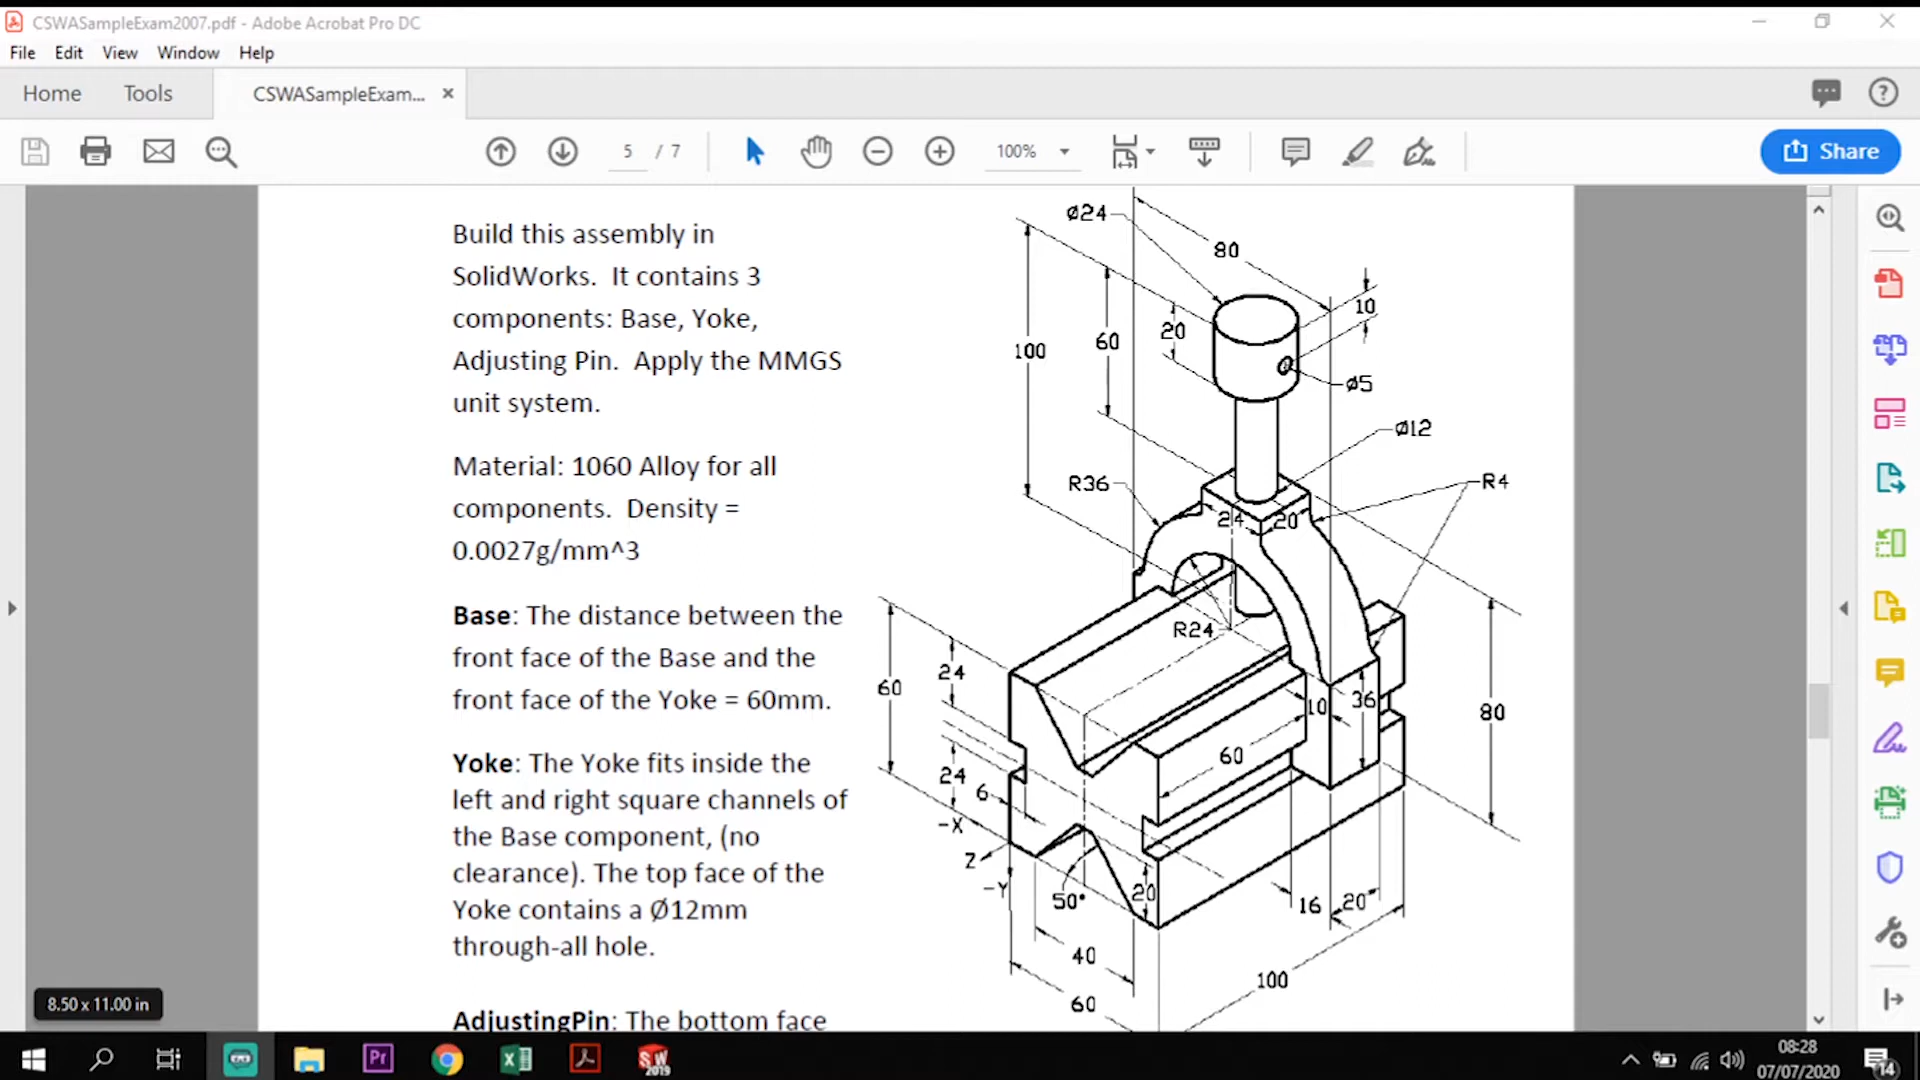 CSWASampleExam2007.pdf - Adobe Acrobat Pro DC
File Edit View Window Help
Home Tools CSWASampleExam... ×
5 / 7 100% Share
Build this assembly in
SolidWorks. It contains 3
components: Base, Yoke,
Adjusting Pin. Apply the MMGS
unit system.
Material: 1060 Alloy for all
components. Density =
0.0027g/mm^3
Base: The distance between the
front face of the Base and the
front face of the Yoke = 60mm.
Yoke: The Yoke fits inside the
left and right square channels of
the Base component, (no
clearance). The top face of the
Yoke contains a Ø12mm
through-all hole.
AdjustingPin: The bottom face
Ø24
80
10
20
60
100
Ø5
Ø12
R36
R4
24 20
R24
60
24
10 36
80
60
24
6
-X
Z
-Y
50°
20
16 20
40
100
60
8.50 x 11.00 in
Pr
SW
2019
08:28
07/07/2020
14